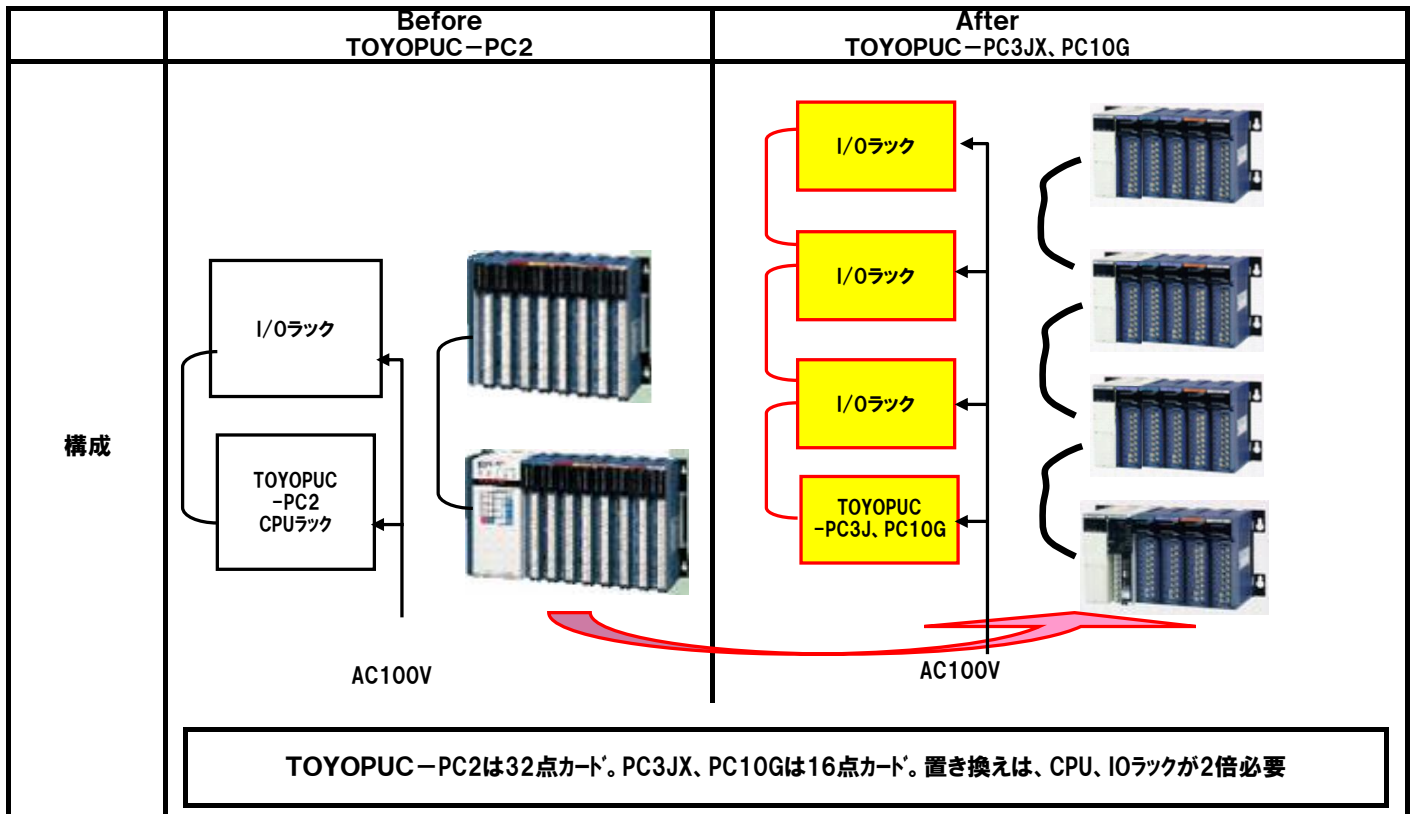 Before
TOYOPUC－PC2
After
TOYOPUC－PC3JX、PC10G
構成
I/Oラック
TOYOPUC
-PC2
CPUラック
AC100V
I/Oラック
I/Oラック
I/Oラック
TOYOPUC
-PC3J、PC10G
AC100V
TOYOPUC－PC2は32点ｶｰﾄﾞ。PC3JX、PC10Gは16点ｶｰﾄﾞ。置き換えは、CPU、IOラックが2倍必要